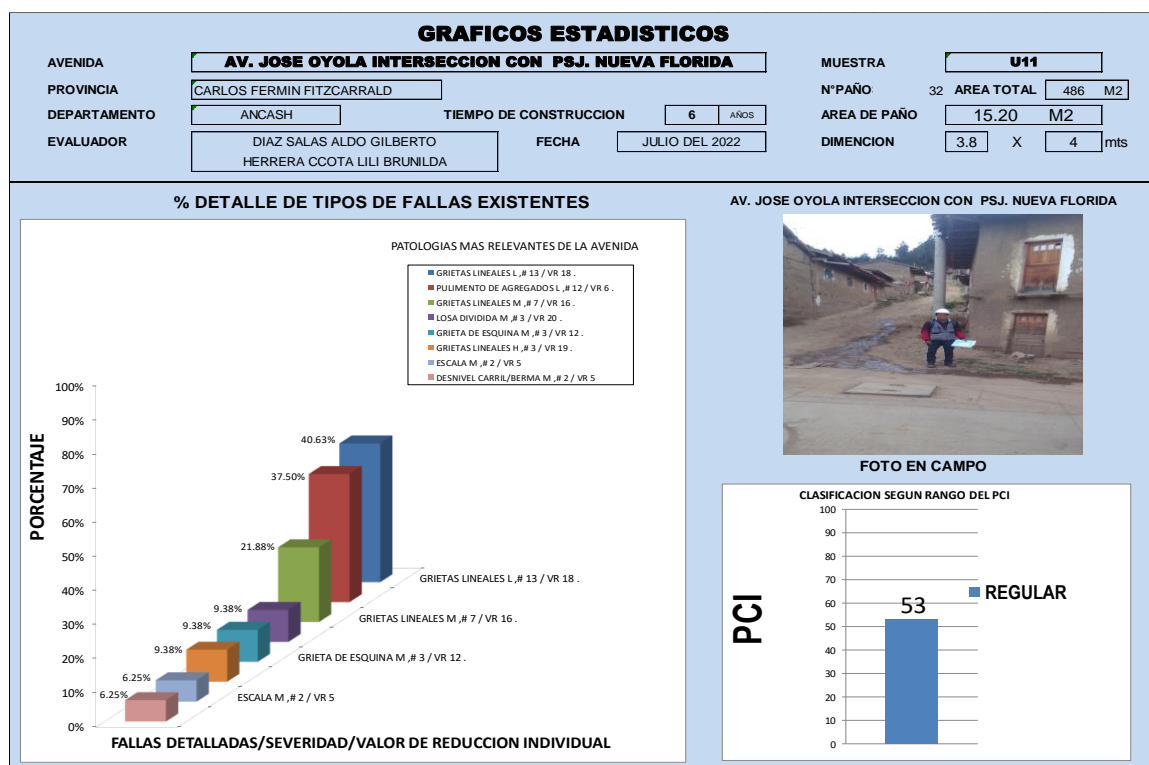 GRAFICOS ESTADISTICOS
AVENIDA AV. JOSE OYOLA INTERSECCION CON PSJ. NUEVA FLORIDA MUESTRA U11
PROVINCIA CARLOS FERMIN FITZCARRALD N°PAÑO 32 AREA TOTAL 486 M2
DEPARTAMENTO ANCASH TIEMPO DE CONSTRUCCION 6 AÑOS AREA DE PAÑO 15.20 M2
EVALUADOR DIAZ SALAS ALDO GILBERTO FECHA JULIO DEL 2022 DIMENCION 3.8 X 4 mts
HERRERA CCOTA LILI BRUNILDA
% DETALLE DE TIPOS DE FALLAS EXISTENTES
PATOLOGIAS MAS RELEVANTES DE LA AVENIDA
GRIETAS LINEALES L ,# 13 / VR 18 .
PULIMENTO DE AGREGADOS L ,# 12 / VR 6 .
GRIETAS LINEALES M ,# 7 / VR 16 .
LOSA DIVIDIDA M ,# 3 / VR 20 .
GRIETA DE ESQUINA M ,# 3 / VR 12 .
GRIETAS LINEALES H ,# 3 / VR 19 .
ESCALA M ,# 2 / VR 5
DESNIVEL CARRIL/BERMA M ,# 2 / VR 5
PORCENTAJE
100%
90%
80%
70%
60%
50%
40%
30%
20%
10%
0%
40.63%
37.50%
21.88%
9.38%
9.38%
9.38%
6.25%
6.25%
GRIETAS LINEALES L ,# 13 / VR 18 .
GRIETAS LINEALES M ,# 7 / VR 16 .
GRIETA DE ESQUINA M ,# 3 / VR 12 .
ESCALA M ,# 2 / VR 5
FALLAS DETALLADAS/SEVERIDAD/VALOR DE REDUCCION INDIVIDUAL
AV. JOSE OYOLA INTERSECCION CON PSJ. NUEVA FLORIDA
FOTO EN CAMPO
CLASIFICACION SEGUN RANGO DEL PCI
PCI
100
90
80
70
60
50
40
30
20
10
0
53
REGULAR